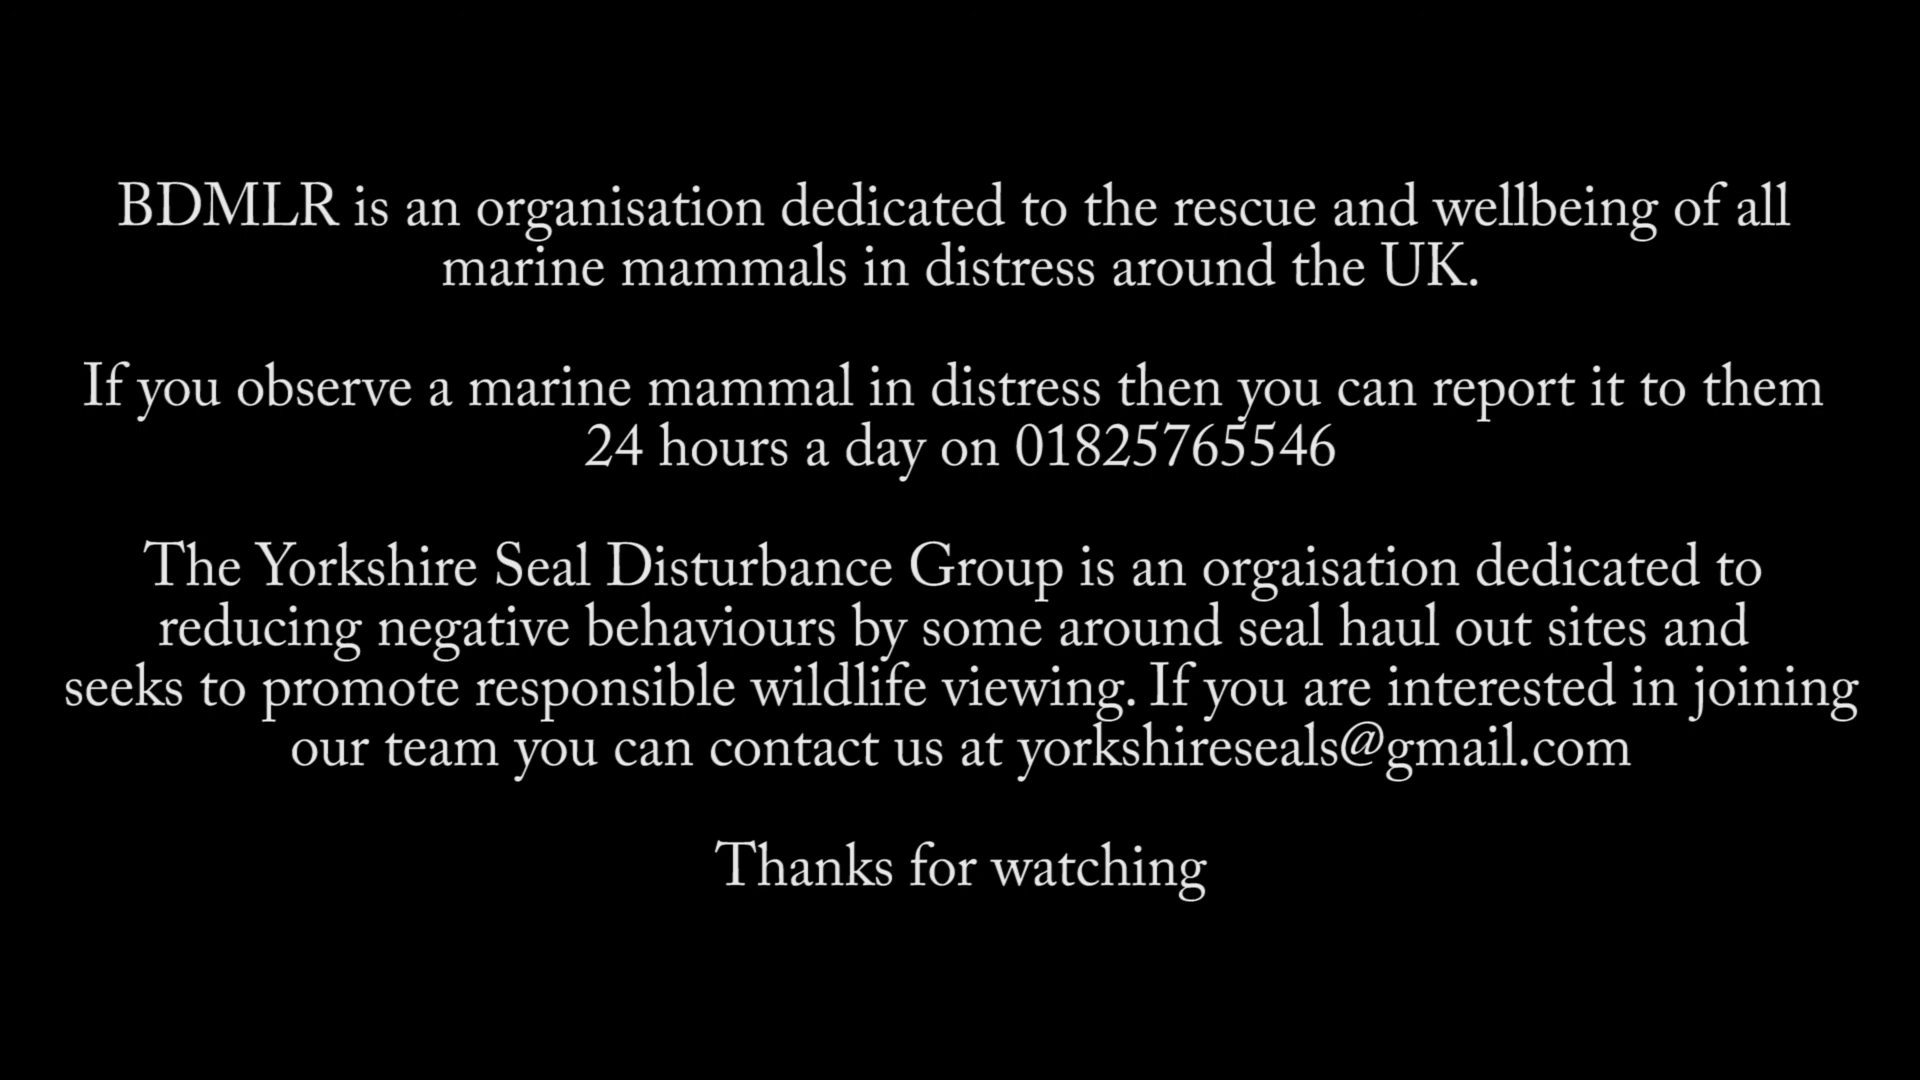 BDMLR is an organisation dedicated to the rescue and wellbeing of all
marine mammals in distress around the UK.
If you observe a marine mammal in distress then you can report it to them
24 hours a day on 01825765546
The Yorkshire Seal Disturbance Group is an orgaisation dedicated to
reducing negative behaviours by some around seal haul out sites and
seeks to promote responsible wildlife viewing. If you are interested in joining
our team you can contact us at yorkshireseals@gmail.com
Thanks for watching